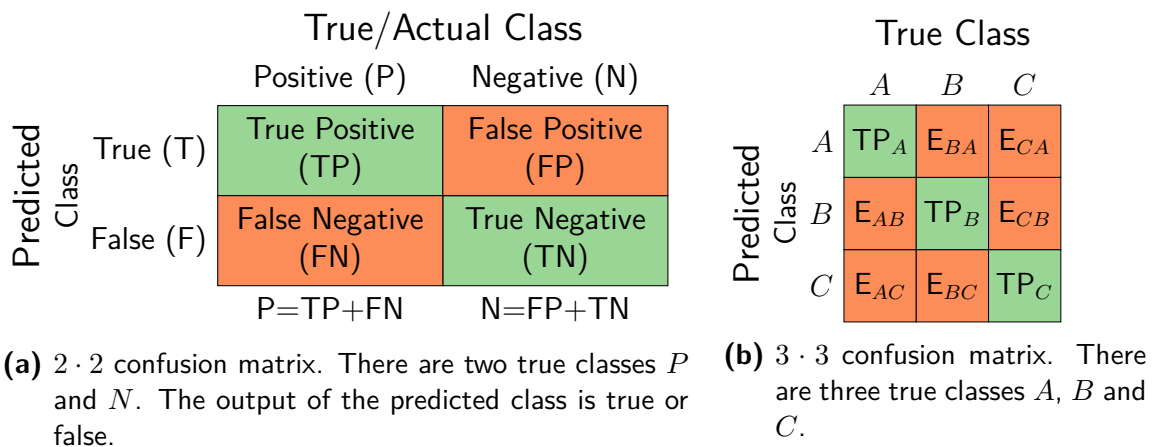 True/Actual Class
Positive (P) Negative (N)
Predicted
Class
True (T)
True Positive
(TP)
False Positive
(FP)
False (F)
False Negative
(FN)
True Negative
(TN)
P=TP+FN N=FP+TN
(a) 2 · 2 confusion matrix. There are two true classes P
and N. The output of the predicted class is true or
false.
True Class
A B C
Predicted
Class
A TP_A E_BA E_CA
B E_AB TP_B E_CB
C E_AC E_BC TP_C
(b) 3 · 3 confusion matrix. There
are three true classes A, B and
C.